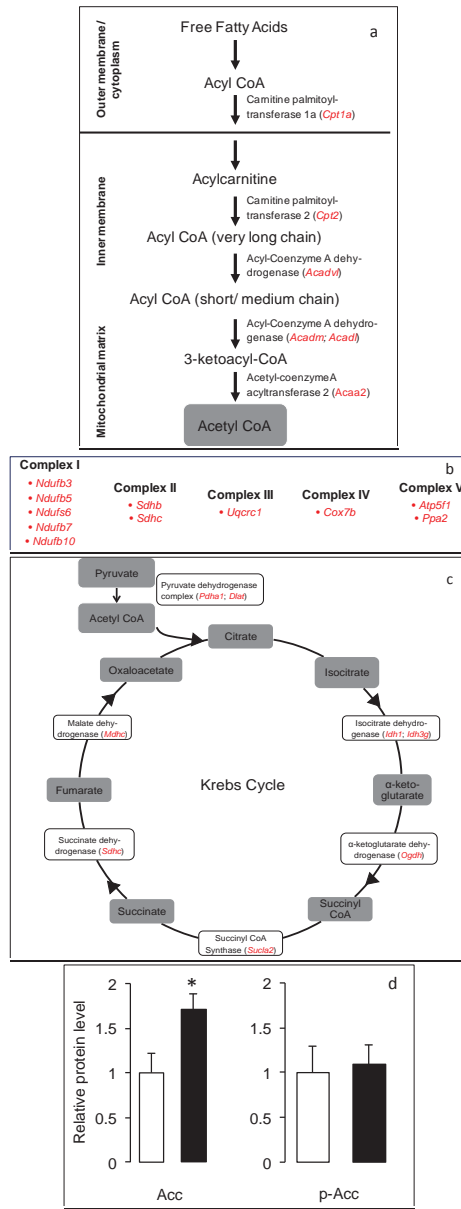 Free Fatty Acids
a
Outer membrane/
cytoplasm
Acyl CoA
Carnitine palmitoyl-
transferase 1a (Cpt1a)
Inner membrane
Acylcarnitine
Carnitine palmitoyl-
transferase 2 (Cpt2)
Acyl CoA (very long chain)
Acyl-Coenzyme A dehy-
drogenase (Acadvl)
Acyl CoA (short/ medium chain)
Acyl-Coenzyme A dehydro-
genase (Acadm; Acadl)
Mitochondrial matrix
3-ketoacyl-CoA
Acetyl-coenzymeA
acyltransferase 2 (Acaa2)
Acetyl CoA
b
Complex I
• Ndufb3
• Ndufb5
• Ndufs6
• Ndufb7
• Ndufb10
Complex II
• Sdhb
• Sdhc
Complex III
• Uqcrc1
Complex IV
• Cox7b
Complex V
• Atp5f1
• Ppa2
c
Pyruvate
Pyruvate dehydrogenase
complex (Pdha1; Dlat)
Acetyl CoA
Citrate
Oxaloacetate
Isocitrate
Malate dehy-
drogenase (Mdhc)
Isocitrate dehydro-
genase (Idh1; Idh3g)
Fumarate
Krebs Cycle
α-keto-
glutarate
Succinate dehy-
drogenase (Sdhc)
α-ketoglutarate dehy-
drogenase (Ogdh)
Succinate
Succinyl
CoA
Succinyl CoA
Synthase (Sucla2)
d
Relative protein level
2
1.5
1
0.5
0
*
Acc
2
1.5
1
0.5
0
p-Acc